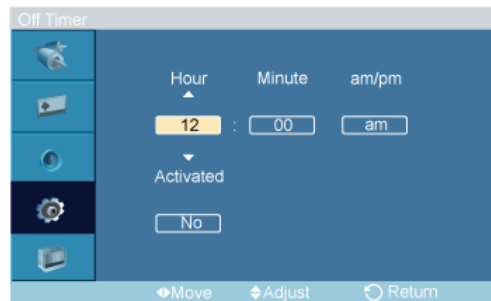 Off Timer
Hour Minute am/pm
12 : 00 am
Activated
No
Move Adjust Return